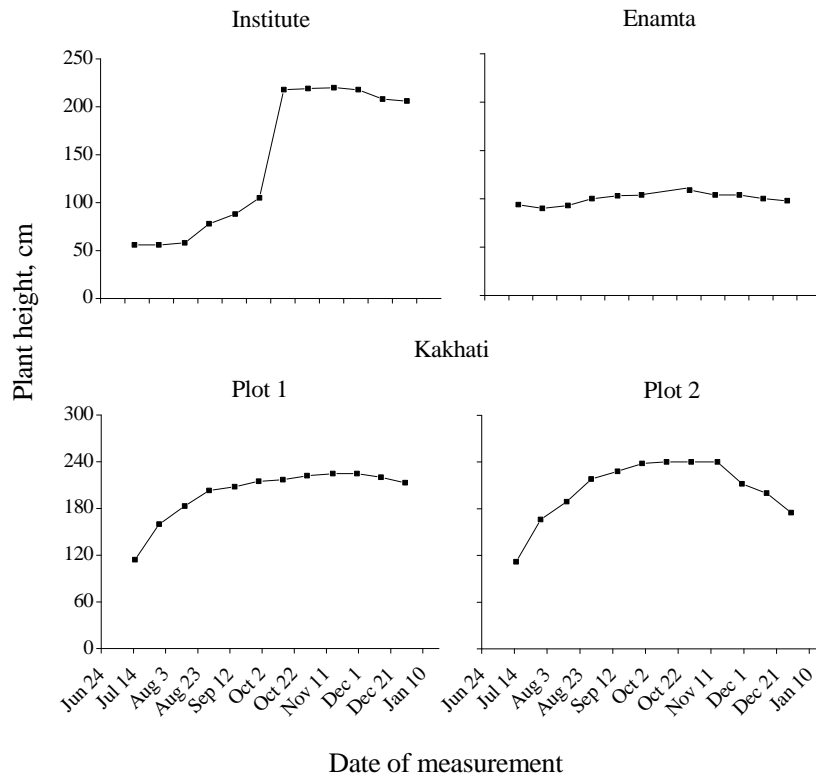 Institute
Enamta
250
200
150
100
50
0
Plant height, cm
Kakhati
Plot 1
Plot 2
300
240
180
120
60
0
Jun 24
Jul 14
Aug 3
Aug 23
Sep 12
Oct 2
Oct 22
Nov 11
Dec 1
Dec 21
Jan 10
Jun 24
Jul 14
Aug 3
Aug 23
Sep 12
Oct 2
Oct 22
Nov 11
Dec 1
Dec 21
Jan 10
Date of measurement